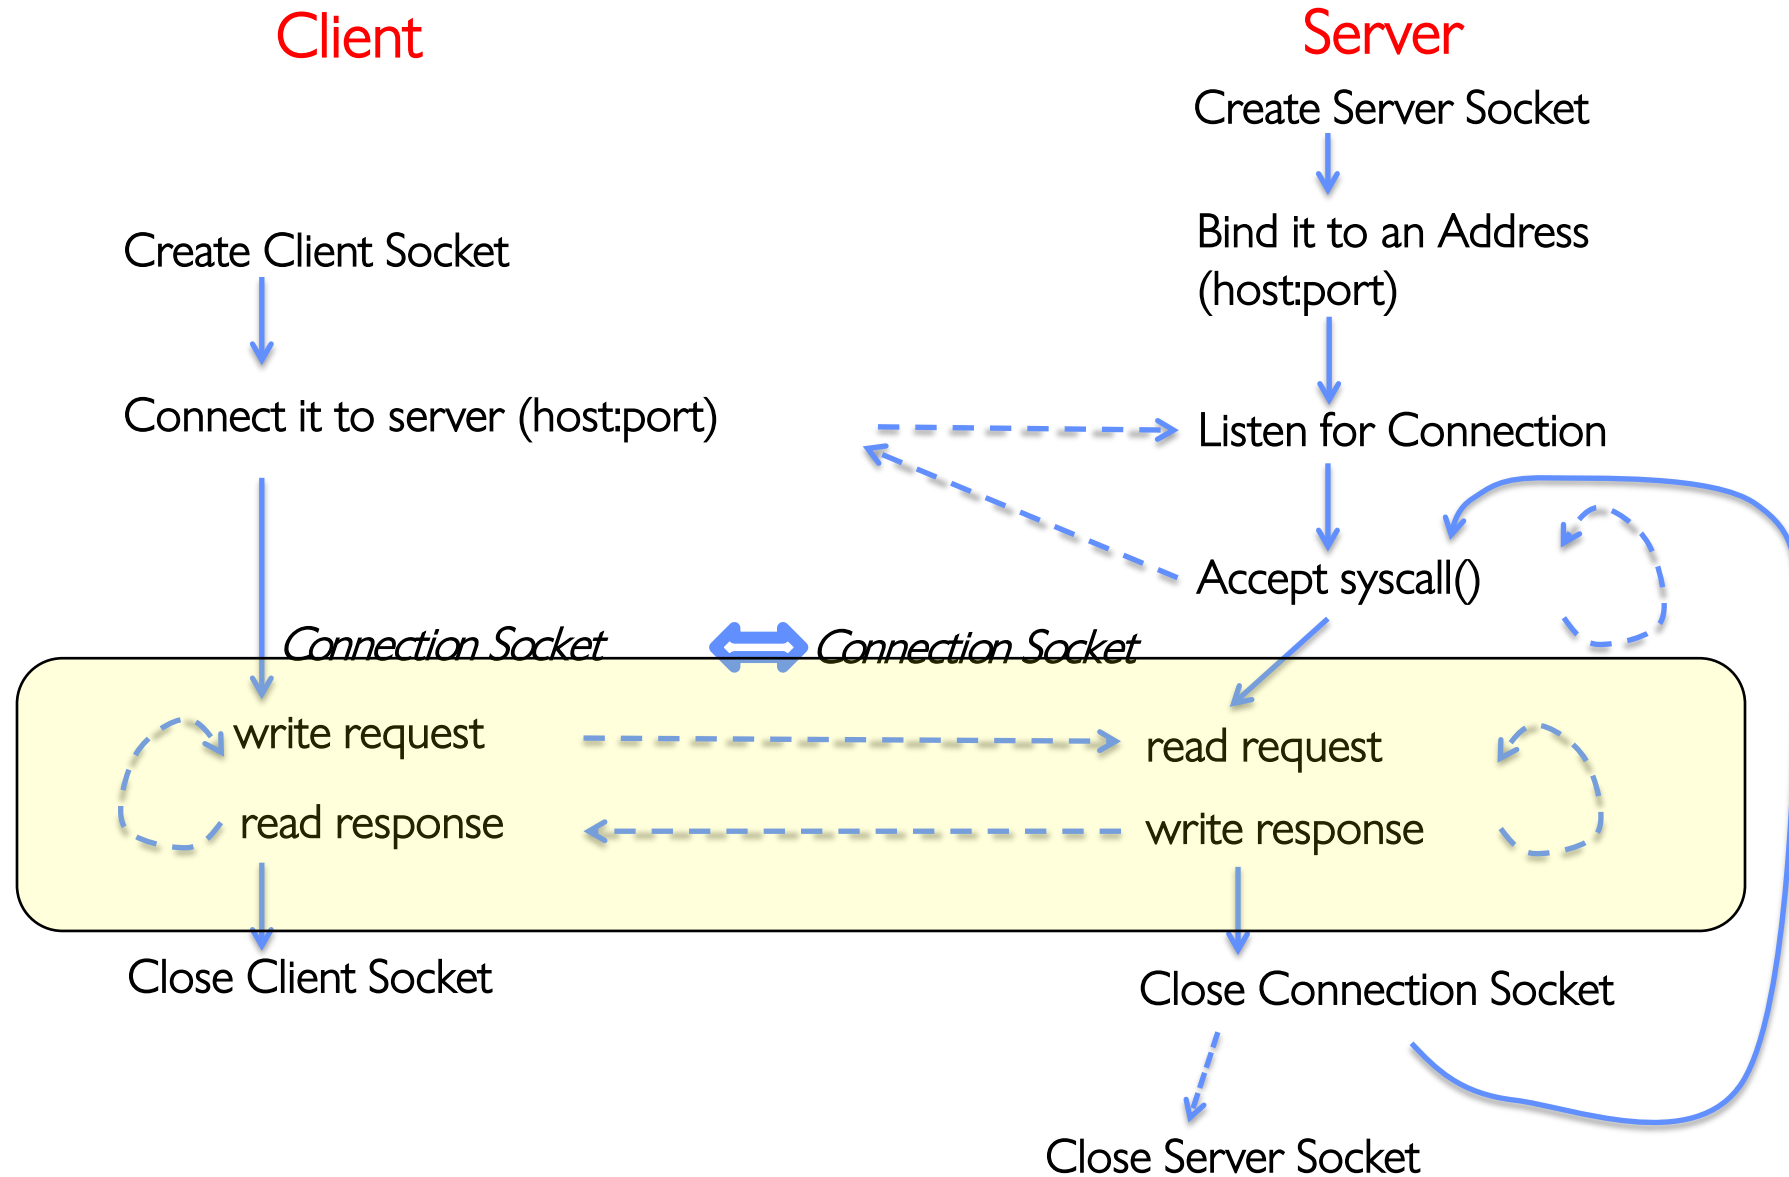 Client
Server
Create Server Socket
Bind it to an Address
(host:port)
Create Client Socket
Connect it to server (host:port)
Listen for Connection
Accept syscall()
Connection Socket
Connection Socket
write request
read request
read response
write response
Close Client Socket
Close Connection Socket
Close Server Socket